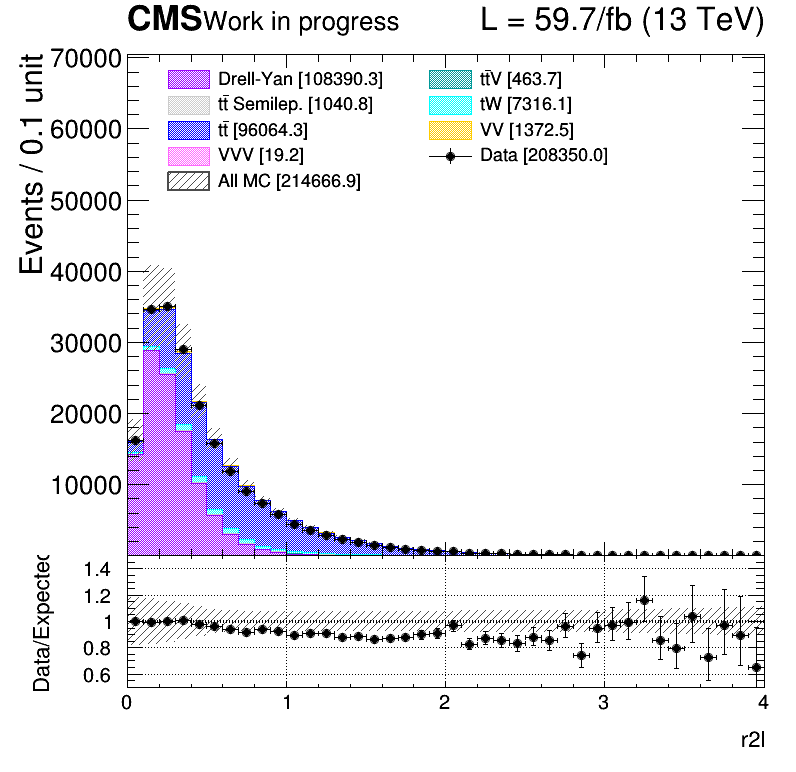 CMS Work in progress L = 59.7/fb (13 TeV)
Events / 0.1 unit
70000
60000
50000
40000
30000
20000
10000
Drell-Yan [108390.3]
tt̄ Semilep. [1040.8]
tt̄ [96064.3]
VVV [19.2]
All MC [214666.9]
tt̄V [463.7]
tW [7316.1]
VV [1372.5]
Data [208350.0]
Data/Expected
1.4
1.2
1
0.8
0.6
0 1 2 3 4
r2l